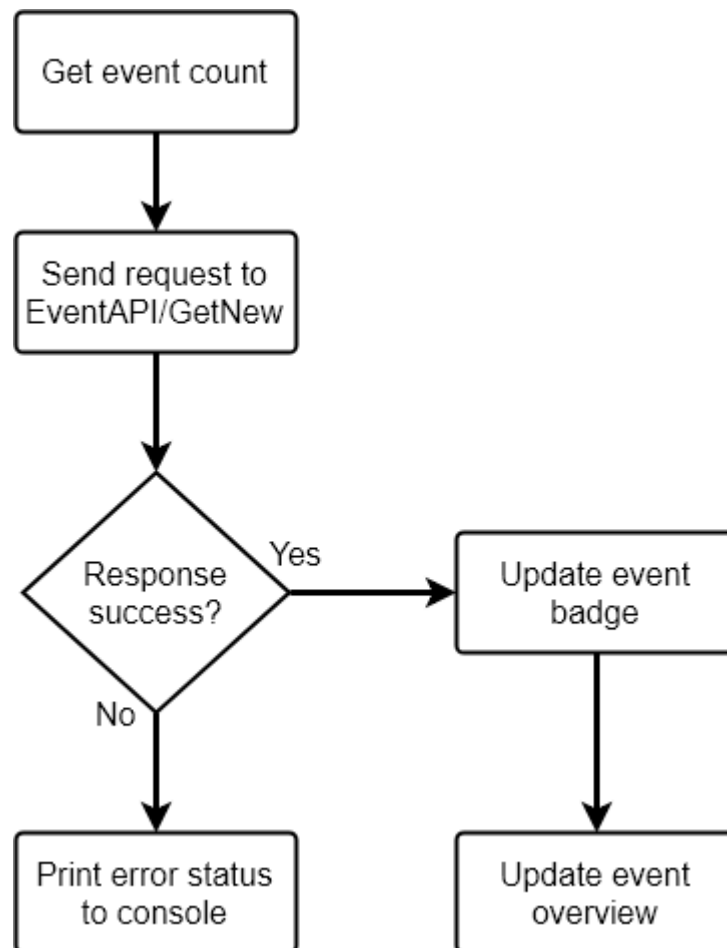 Get event count
Send request to
EventAPI/GetNew
Response
success?
Yes
No
Update event
badge
Print error status
to console
Update event
overview